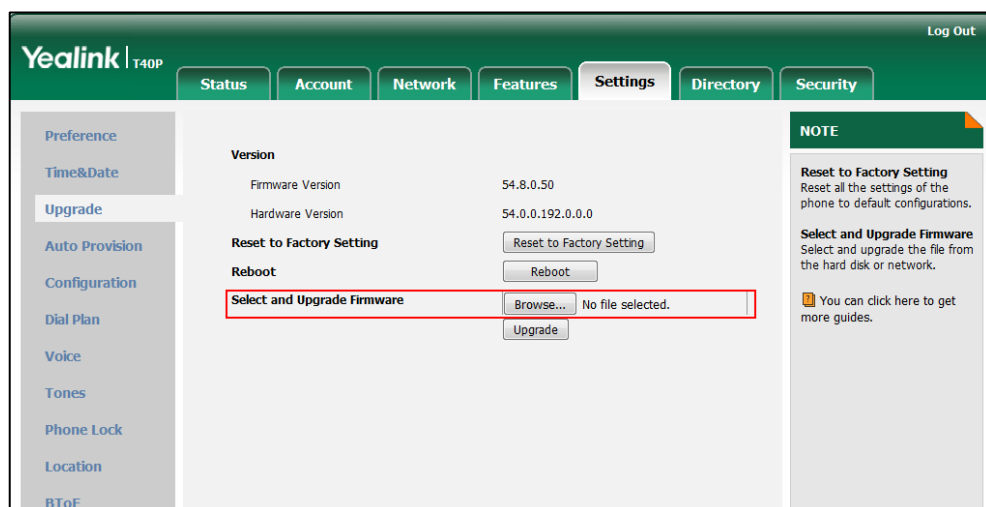 Log Out
Yealink T40P
Status Account Network Features Settings Directory Security
Preference
Time&Date
Upgrade
Auto Provision
Configuration
Dial Plan
Voice
Tones
Phone Lock
Location
BToE
Version
Firmware Version 54.8.0.50
Hardware Version 54.0.0.192.0.0.0
Reset to Factory Setting Reset to Factory Setting
Reboot Reboot
Select and Upgrade Firmware Browse... No file selected.
Upgrade
NOTE
Reset to Factory Setting
Reset all the settings of the
phone to default configurations.
Select and Upgrade Firmware
Select and upgrade the file from
the hard disk or network.
You can click here to get
more guides.